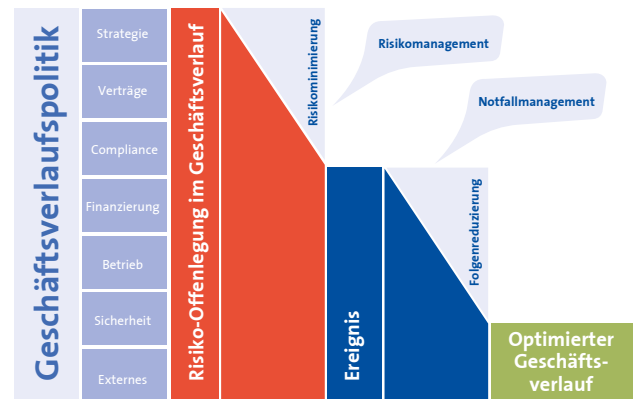 Geschäftsverlaufspolitik
Strategie
Verträge
Compliance
Finanzierung
Betrieb
Sicherheit
Externes
Risiko-Offenlegung im Geschäftsverlauf
Risikominimierung
Risikomanagement
Ereignis
Folgenreduzierung
Notfallmanagement
Optimierter
Geschäfts-
verlauf